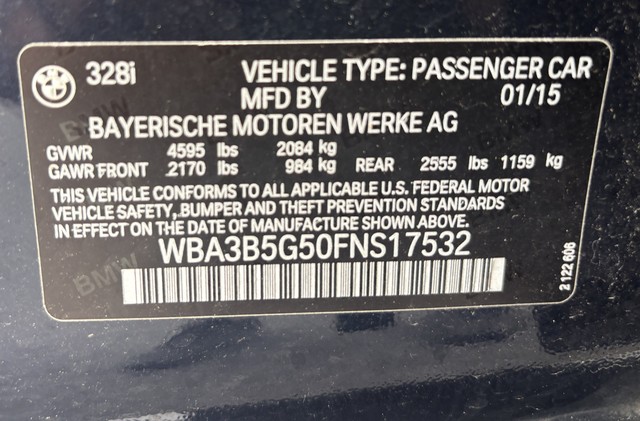 328i VEHICLE TYPE: PASSENGER CAR
MFD BY 01/15
BAYERISCHE MOTOREN WERKE AG
GVWR 4595 lbs 2084 kg
GAWR FRONT 2170 lbs 984 kg REAR 2555 lbs 1159 kg
THIS VEHICLE CONFORMS TO ALL APPLICABLE U.S. FEDERAL MOTOR
VEHICLE SAFETY, BUMPER AND THEFT PREVENTION STANDARDS
IN EFFECT ON THE DATE OF MANUFACTURE SHOWN ABOVE.
WBA3B5G50FNS17532
2 122 606
BMW